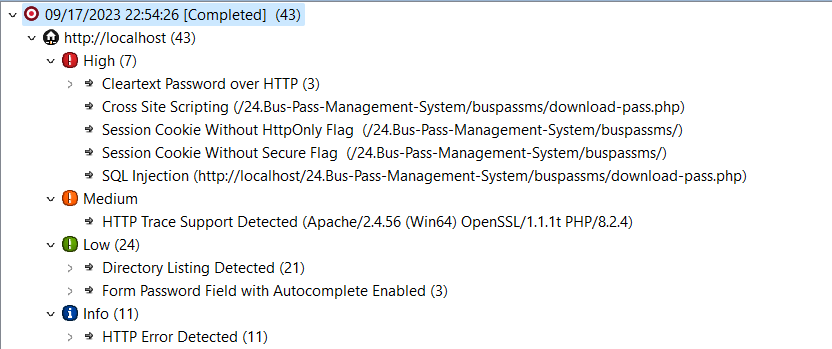 09/17/2023 22:54:26 [Completed] (43)
http://localhost (43)
High (7)
Cleartext Password over HTTP (3)
Cross Site Scripting (/24.Bus-Pass-Management-System/buspassms/download-pass.php)
Session Cookie Without HttpOnly Flag (/24.Bus-Pass-Management-System/buspassms/)
Session Cookie Without Secure Flag (/24.Bus-Pass-Management-System/buspassms/)
SQL Injection (http://localhost/24.Bus-Pass-Management-System/buspassms/download-pass.php)
Medium
HTTP Trace Support Detected (Apache/2.4.56 (Win64) OpenSSL/1.1.1t PHP/8.2.4)
Low (24)
Directory Listing Detected (21)
Form Password Field with Autocomplete Enabled (3)
Info (11)
HTTP Error Detected (11)